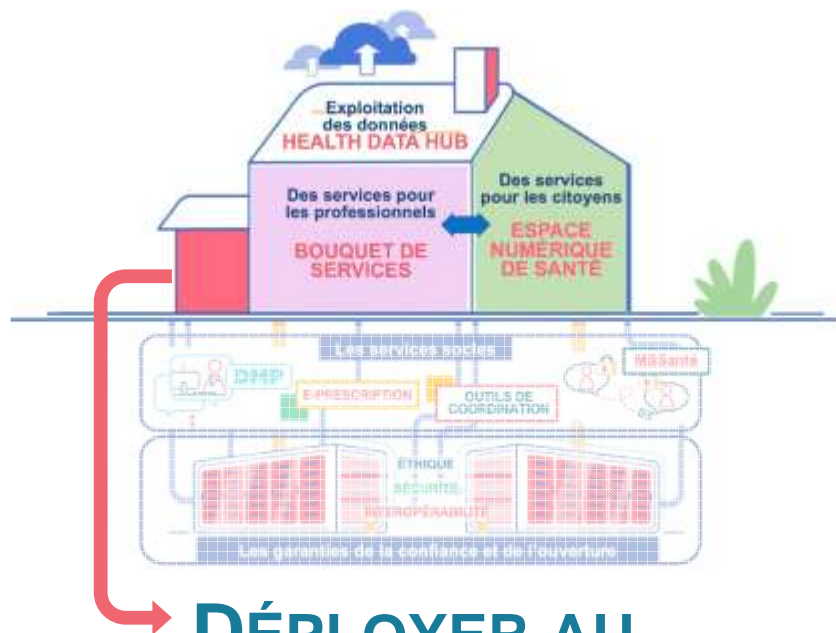 ...Exploitation
des données
HEALTH DATA HUB
Des services pour
les professionnels
BOUQUET DE
SERVICES
Des services
pour les citoyens
ESPACE
NUMÉRIQUE
DE SANTÉ
Les services socles
DMP
E-PRESCRIPTION
OUTILS DE
COORDINATION
MSSanté
ÉTHIQUE
SÉCURITÉ
INTEROPÉRABILITÉ
Les garanties de la confiance et de l'ouverture
DÉPLOYER AU